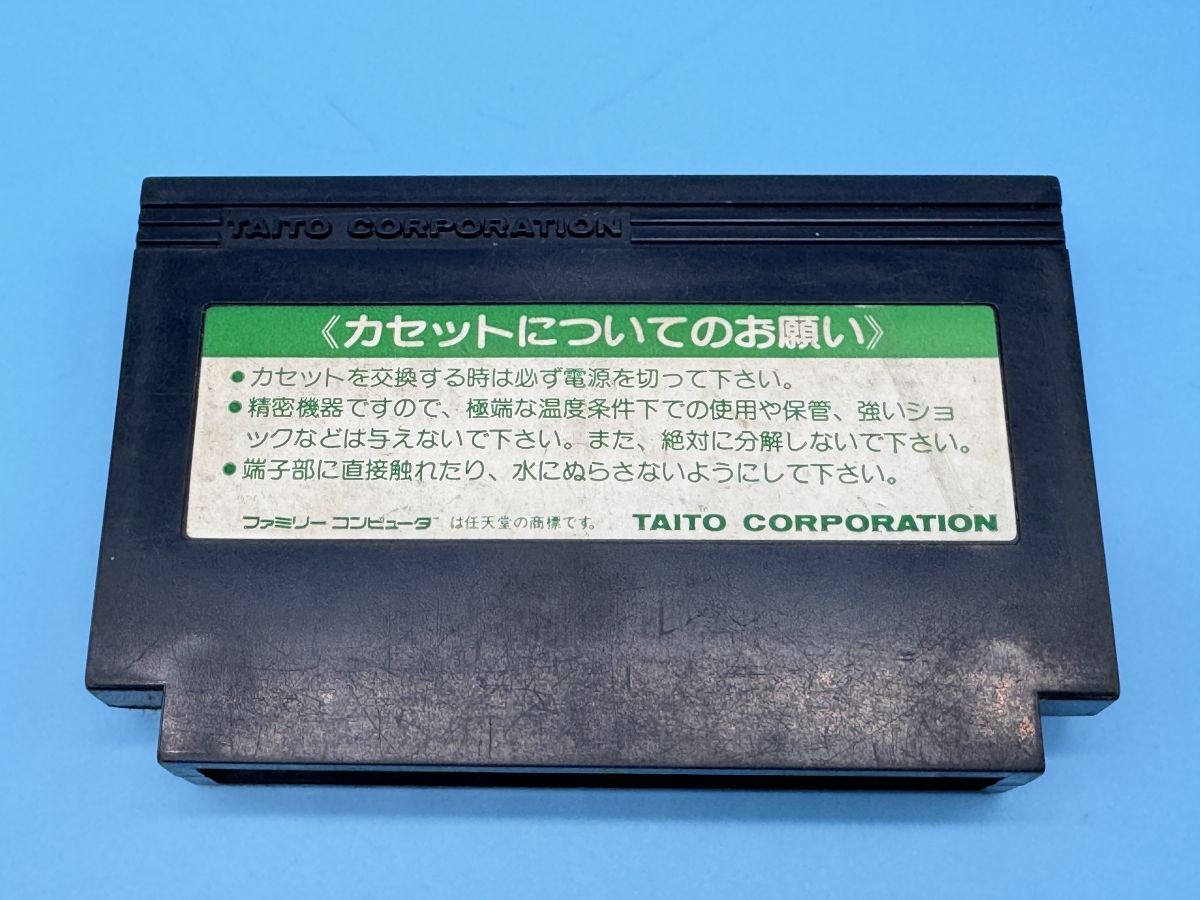 TAITO CORPORATION
《カセットについてのお願い》
●カセットを交換する時は必ず電源を切って下さい。
●精密機器ですので、極端な温度条件下での使用や保管、強いショ
ックなどは与えないで下さい。また、絶対に分解しないで下さい。
●端子部に直接触れたり、水にぬらさないようにして下さい。
ファミリーコンピュータ™は任天堂の商標です。 TAITO CORPORATION